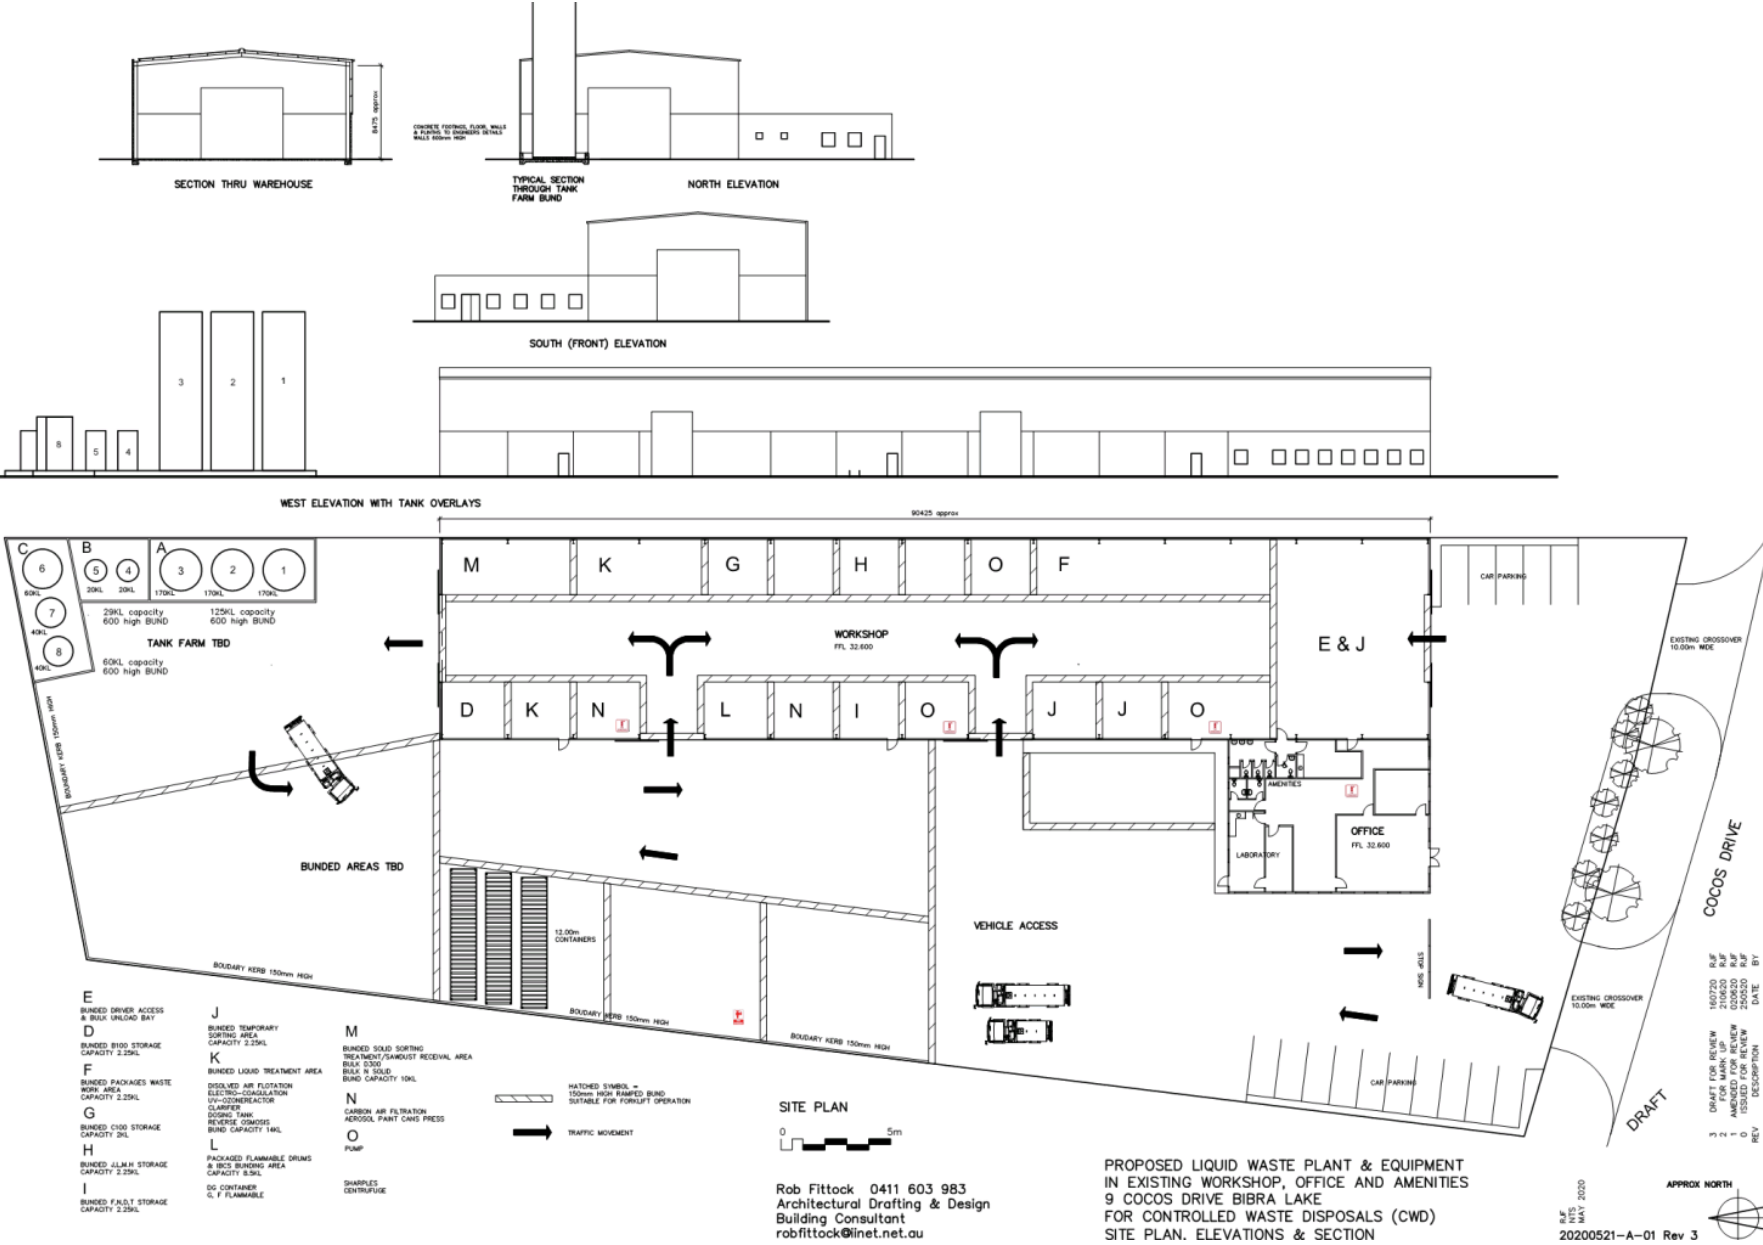 8475 approx
CONCRETE FOOTINGS, FLOOR, WALLS
& PLINTHS TO ENGINEERS DETAILS
WALLS 600mm HIGH
SECTION THRU WAREHOUSE
TYPICAL SECTION
THROUGH TANK
FARM BUND
NORTH ELEVATION
SOUTH (FRONT) ELEVATION
3
2
1
8
5
4
WEST ELEVATION WITH TANK OVERLAYS
90425 approx
C
6
60KL
7
40KL
8
40KL
B
5
20KL
4
20KL
A
3
170KL
2
170KL
1
170KL
29KL capacity
600 high BUND
125KL capacity
600 high BUND
TANK FARM TBD
60KL capacity
600 high BUND
M
K
G
H
O
F
WORKSHOP
FFL 32.600
E & J
D
K
N
L
N
I
O
J
J
O
CAR PARKING
EXISTING CROSSOVER
10.00m WIDE
BOUNDARY KERB 150mm HIGH
BUNDED AREAS TBD
AMENITIES
OFFICE
FFL 32.600
LABORATORY
COCOS DRIVE
12.00m
CONTAINERS
VEHICLE ACCESS
STOP SIGN
EXISTING CROSSOVER
10.00m WIDE
BOUDARY KERB 150mm HIGH
BOUDARY KERB 150mm HIGH
BOUDARY KERB 150mm HIGH
CAR PARKING
DRAFT
E
BUNDED DRIVER ACCESS
& BULK UNLOAD BAY
D
BUNDED B100 STORAGE
CAPACITY 2.25KL
F
BUNDED PACKAGES WASTE
WORK AREA
CAPACITY 2.25KL
G
BUNDED C100 STORAGE
CAPACITY 2KL
H
BUNDED J,L,M,H STORAGE
CAPACITY 2.25KL
I
BUNDED F,N,D,T STORAGE
CAPACITY 2.25KL
J
BUNDED TEMPORARY
SORTING AREA
CAPACITY 2.25KL
K
BUNDED LIQUID TREATMENT AREA
DISOLVED AIR FLOTATION
ELECTRO-COAGULATION
UV-OZONEREACTOR
CLARIFIER
DOSING TANK
REVERSE OSMOSIS
BUND CAPACITY 14KL
L
PACKAGED FLAMMABLE DRUMS
& IBCS BUNDING AREA
CAPACITY 8.5KL
DG CONTAINER
G, F FLAMMABLE
M
BUNDED SOLID SORTING
TREATMENT/SAWDUST RECEIVAL AREA
BULK D300
BULK N SOLID
BUND CAPACITY 10KL
N
CARBON AIR FILTRATION
AEROSOL PAINT CANS PRESS
O
PUMP
SHARPLES
CENTRIFUGE
HATCHED SYMBOL =
150mm HIGH RAMPED BUND
SUITABLE FOR FORKLIFT OPERATION
TRAFFIC MOVEMENT
SITE PLAN
0 5m
Rob Fittock 0411 603 983
Architectural Drafting & Design
Building Consultant
robfittock@iinet.net.au
PROPOSED LIQUID WASTE PLANT & EQUIPMENT
IN EXISTING WORKSHOP, OFFICE AND AMENITIES
9 COCOS DRIVE BIBRA LAKE
FOR CONTROLLED WASTE DISPOSALS (CWD)
SITE PLAN, ELEVATIONS & SECTION
3 DRAFT FOR REVIEW 160720 RJF
2 FOR MARK UP 210620 RJF
1 AMENDED FOR REVIEW 020620 RJF
0 ISSUED FOR REVIEW 250520 RJF
REV DESCRIPTION DATE BY
RJF
NTS
MAY 2020
APPROX NORTH
20200521-A-01 Rev 3